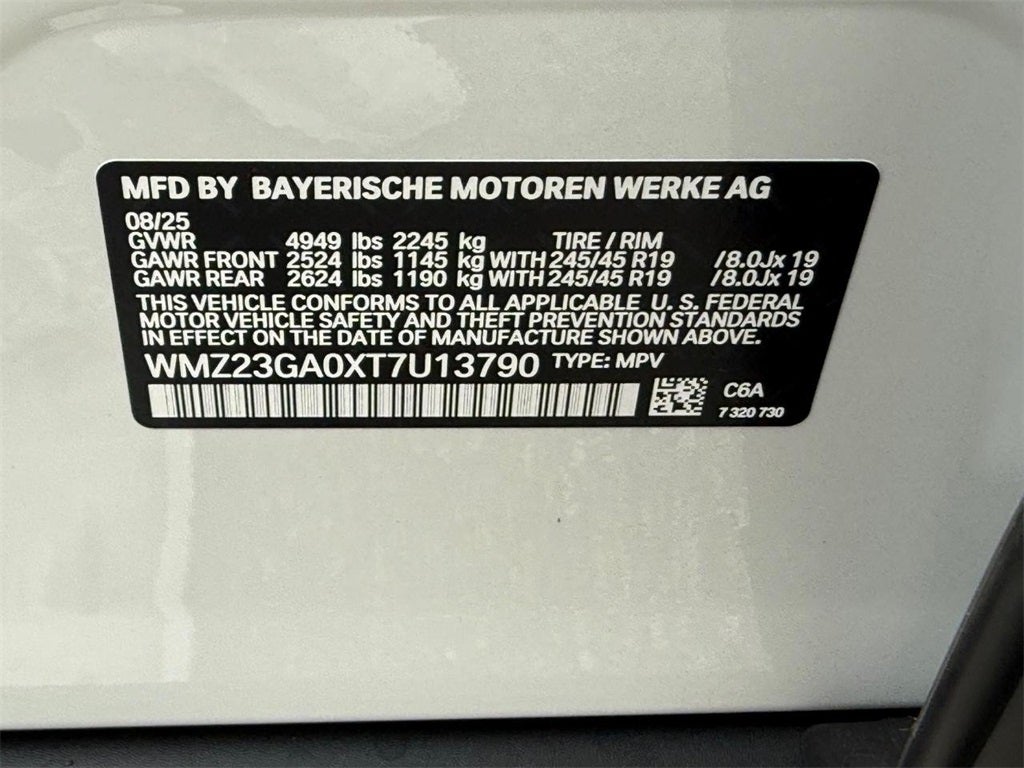 MFD BY BAYERISCHE MOTOREN WERKE AG
08/25
GVWR 4949 lbs 2245 kg TIRE / RIM
GAWR FRONT 2524 lbs 1145 kg WITH 245/45 R19 /8.0Jx 19
GAWR REAR 2624 lbs 1190 kg WITH 245/45 R19 /8.0Jx 19
THIS VEHICLE CONFORMS TO ALL APPLICABLE U.S. FEDERAL
MOTOR VEHICLE SAFETY AND THEFT PREVENTION STANDARDS
IN EFFECT ON THE DATE OF MANUFACTURE SHOWN ABOVE.
WMZ23GA0XT7U13790 TYPE: MPV
C6A
7 320 730